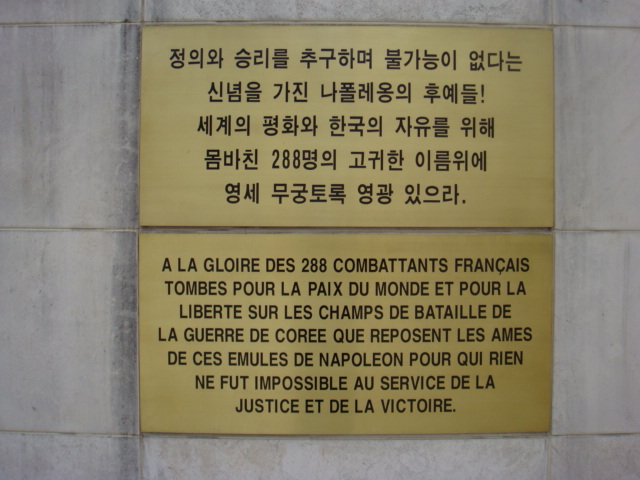 정의와 승리를 추구하며 불가능이 없다는
신념을 가진 나폴레옹의 후예들!
세계의 평화와 한국의 자유를 위해
몸바친 288명의 고귀한 이름위에
영세 무궁토록 영광 있으라.
A LA GLOIRE DES 288 COMBATTANTS FRANÇAIS
TOMBES POUR LA PAIX DU MONDE ET POUR LA
LIBERTE SUR LES CHAMPS DE BATAILLE DE
LA GUERRE DE COREE QUE REPOSENT LES AMES
DE CES EMULES DE NAPOLEON POUR QUI RIEN
NE FUT IMPOSSIBLE AU SERVICE DE LA
JUSTICE ET DE LA VICTOIRE.